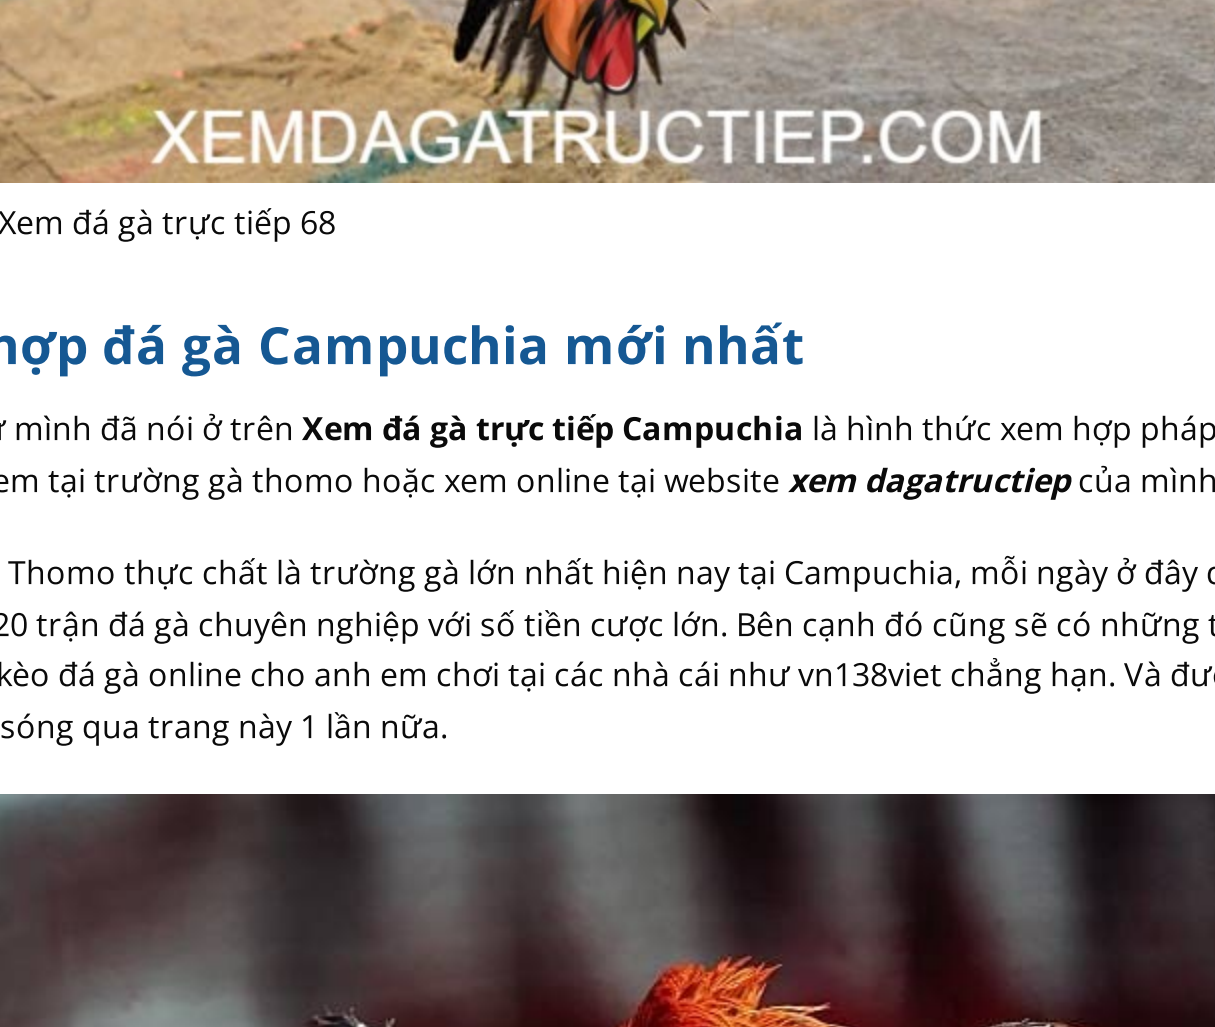 XEMDAGATRUCTIEP.COM
Xem đá gà trực tiếp 68
hợp đá gà Campuchia mới nhất
mình đã nói ở trên Xem đá gà trực tiếp Campuchia là hình thức xem hợp pháp
em tại trường gà thomo hoặc xem online tại website xem dagatructiep của mình
Thomo thực chất là trường gà lớn nhất hiện nay tại Campuchia, mỗi ngày ở đây
20 trận đá gà chuyên nghiệp với số tiền cược lớn. Bên cạnh đó cũng sẽ có những
kèo đá gà online cho anh em chơi tại các nhà cái như vn138viet chẳng hạn. Và
sóng qua trang này 1 lần nữa.